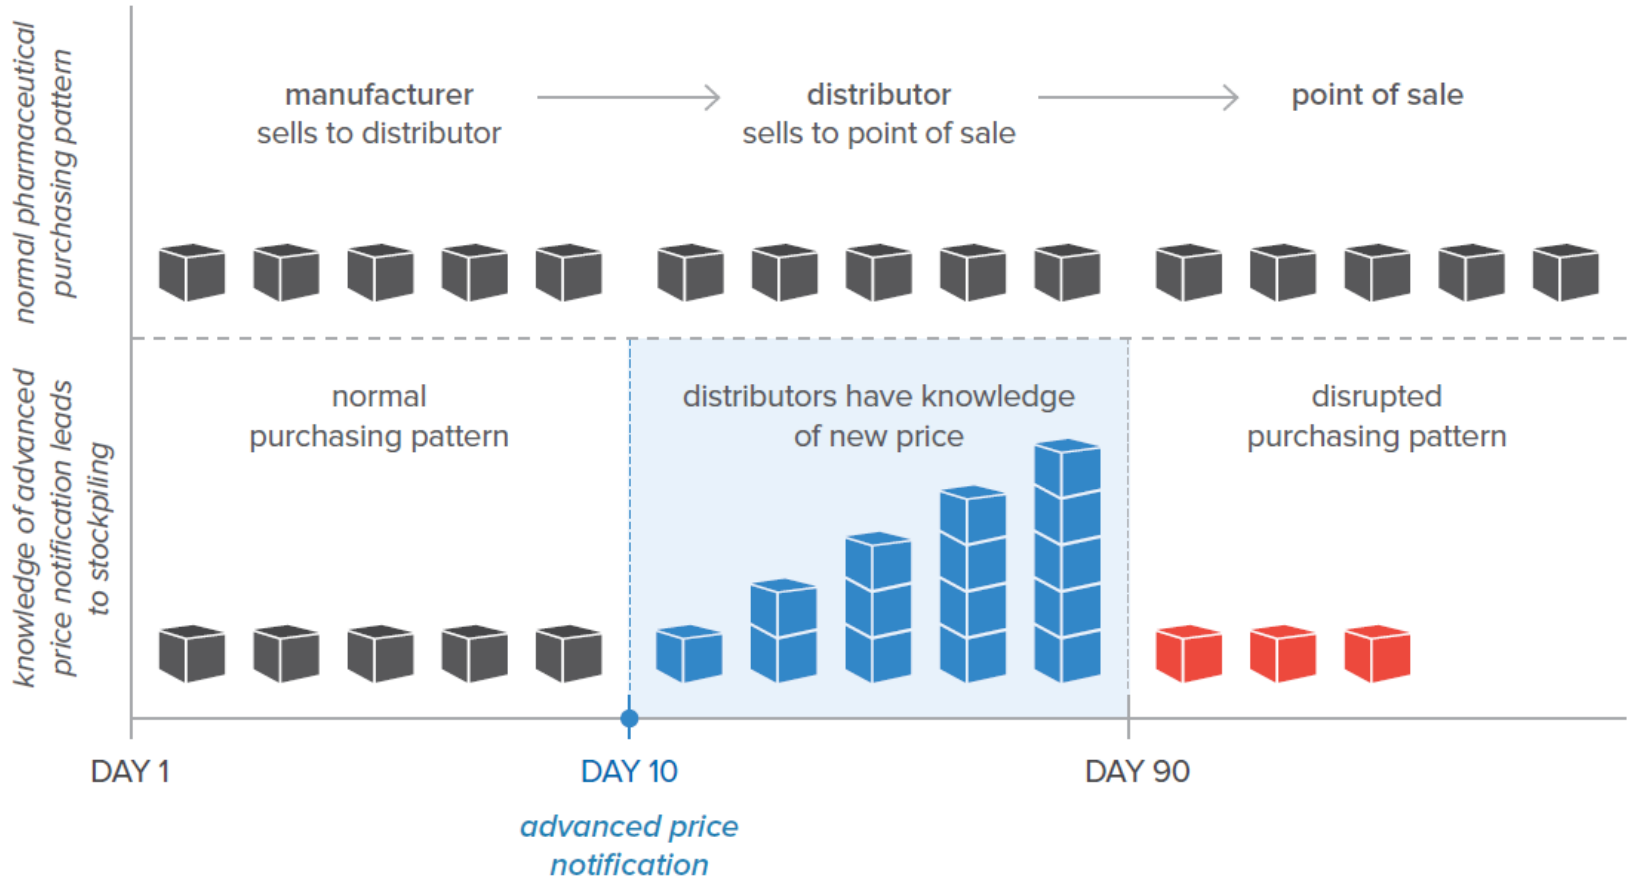 normal pharmaceutical
purchasing pattern
manufacturer
sells to distributor
distributor
sells to point of sale
point of sale
knowledge of advanced
price notification leads
to stockpiling
normal
purchasing pattern
distributors have knowledge
of new price
disrupted
purchasing pattern
DAY 1
DAY 10
DAY 90
advanced price
notification